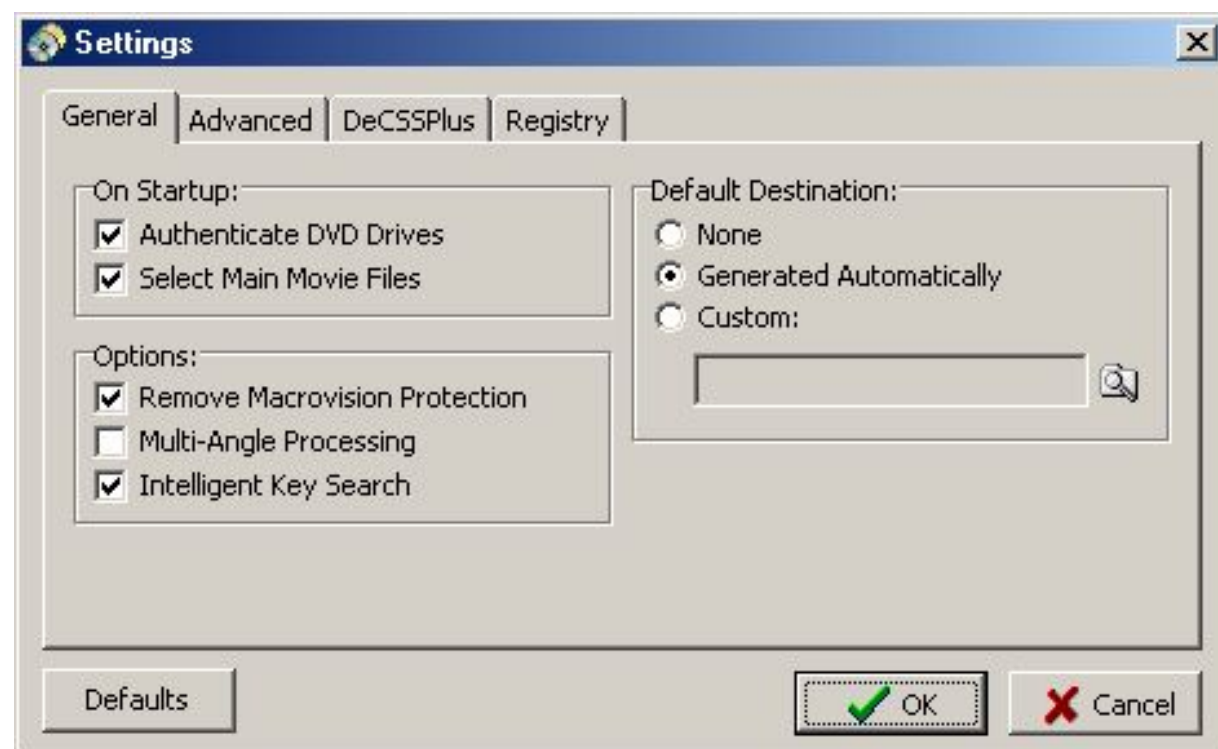 Settings
General
Advanced
DeCSSPlus
Registry
On Startup:
Authenticate DVD Drives
Select Main Movie Files
Options:
Remove Macrovision Protection
Multi-Angle Processing
Intelligent Key Search
Default Destination:
None
Generated Automatically
Custom:
Defaults
OK
Cancel